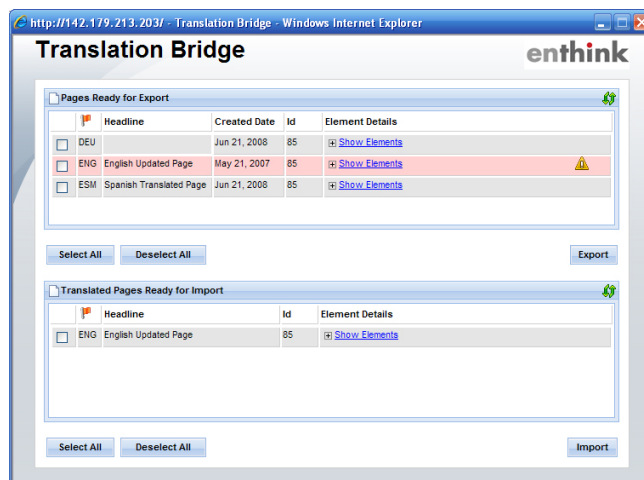 http://142.179.213.203/ - Translation Bridge - Windows Internet Explorer
Translation Bridge
enthink
Pages Ready for Export
Headline Created Date Id Element Details
DEU Jun 21, 2008 85 Show Elements
ENG English Updated Page May 21, 2007 85 Show Elements
ESM Spanish Translated Page Jun 21, 2008 85 Show Elements
Select All Deselect All Export
Translated Pages Ready for Import
Headline Id Element Details
ENG English Updated Page 85 Show Elements
Select All Deselect All Import